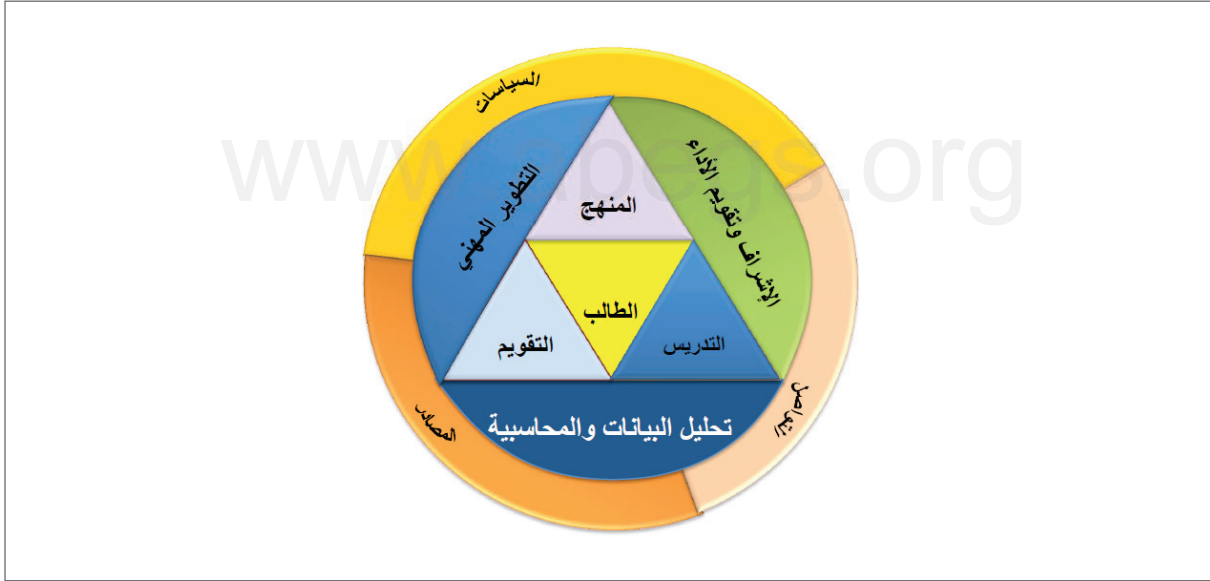 السياسات
www.abegs.org
التطوير المهني
الإشراف وتقويم الأداء
المنهج
الطالب
التقويم
التدريس
المصادر
التواصل
تحليل البيانات والمحاسبية